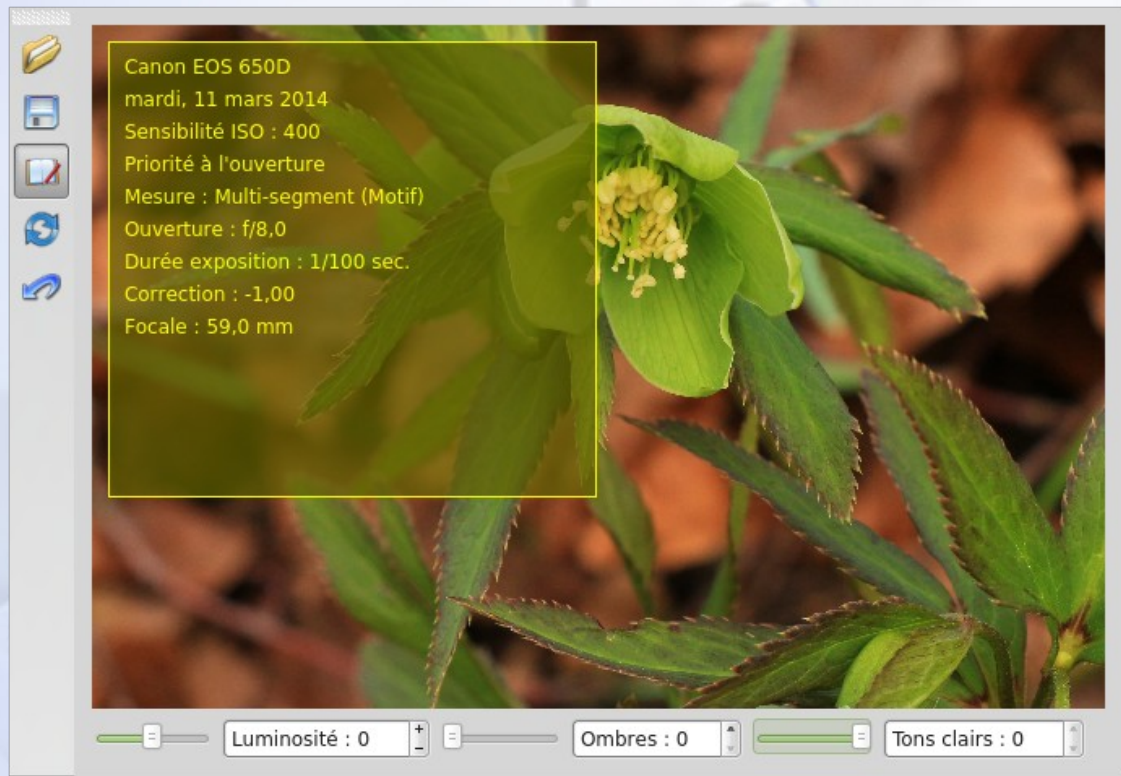 Canon EOS 650D
mardi, 11 mars 2014
Sensibilité ISO : 400
Priorité à l'ouverture
Mesure : Multi-segment (Motif)
Ouverture : f/8,0
Durée exposition : 1/100 sec.
Correction : -1,00
Focale : 59,0 mm
Luminosité : 0
Ombres : 0
Tons clairs : 0